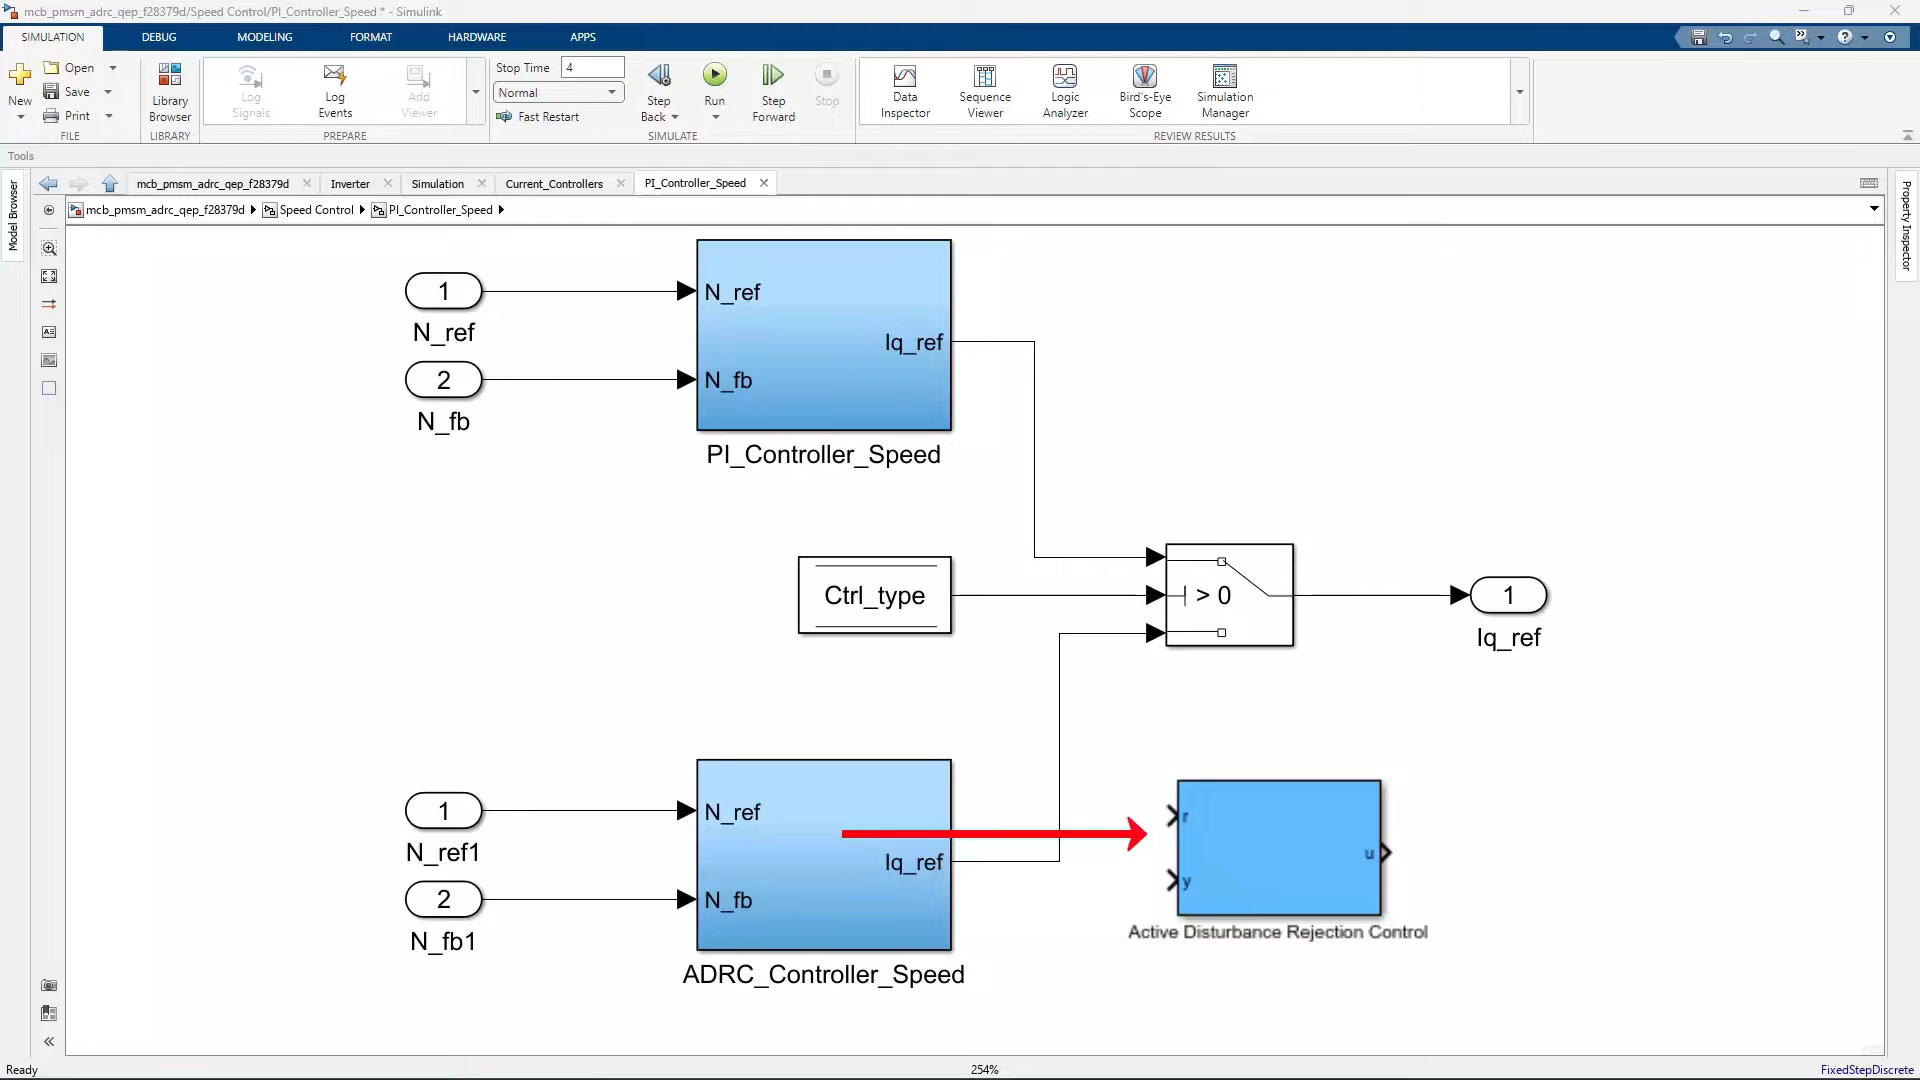 mcb_pmsm_adrc_qep_f28379d/Speed Control/PI_Controller_Speed * - Simulink
SIMULATION DEBUG MODELING FORMAT HARDWARE APPS
New
Open
Save
Print
FILE
Library
Browser
LIBRARY
Log
Signals
Log
Events
Add
Viewer
PREPARE
Stop Time 4
Normal
Fast Restart
Step
Back
Run
Step
Forward
Stop
SIMULATE
Data
Inspector
Sequence
Viewer
Logic
Analyzer
Bird's-Eye
Scope
Simulation
Manager
REVIEW RESULTS
Tools
mcb_pmsm_adrc_qep_f28379d Inverter Simulation Current_Controllers PI_Controller_Speed
mcb_pmsm_adrc_qep_f28379d Speed Control PI_Controller_Speed
Model Browser
Property Inspector
1
N_ref
2
N_fb
N_ref
Iq_ref
N_fb
PI_Controller_Speed
Ctrl_type
> 0
1
Iq_ref
1
N_ref1
2
N_fb1
N_ref
Iq_ref
N_fb
ADRC_Controller_Speed
r
u
y
Active Disturbance Rejection Control
Ready 254% FixedStepDiscrete